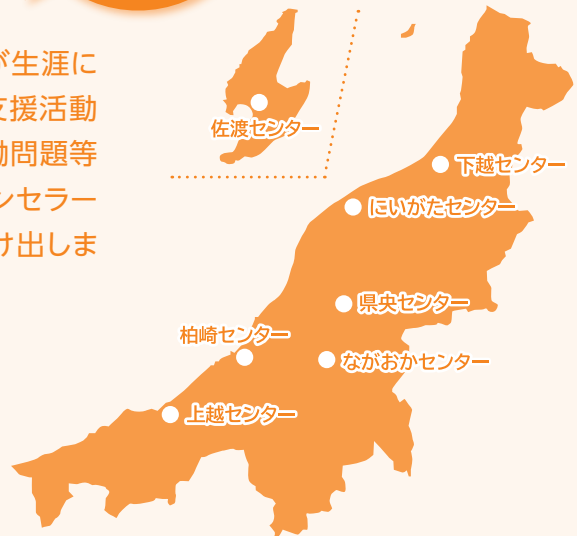 が生涯に
支援活動
働問題等
ンセラー
け出しま
佐渡センター
下越センター
にいがたセンター
県央センター
柏崎センター
ながおかセンター
上越センター